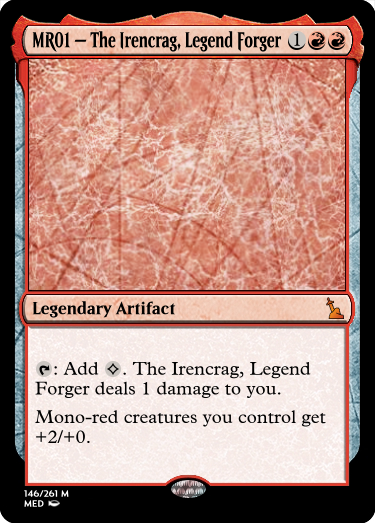 MR01 – The Irencrag, Legend Forger 1
Legendary Artifact
: Add . The Irencrag, Legend
Forger deals 1 damage to you.
Mono-red creatures you control get
+2/+0.
146/261 M
MED